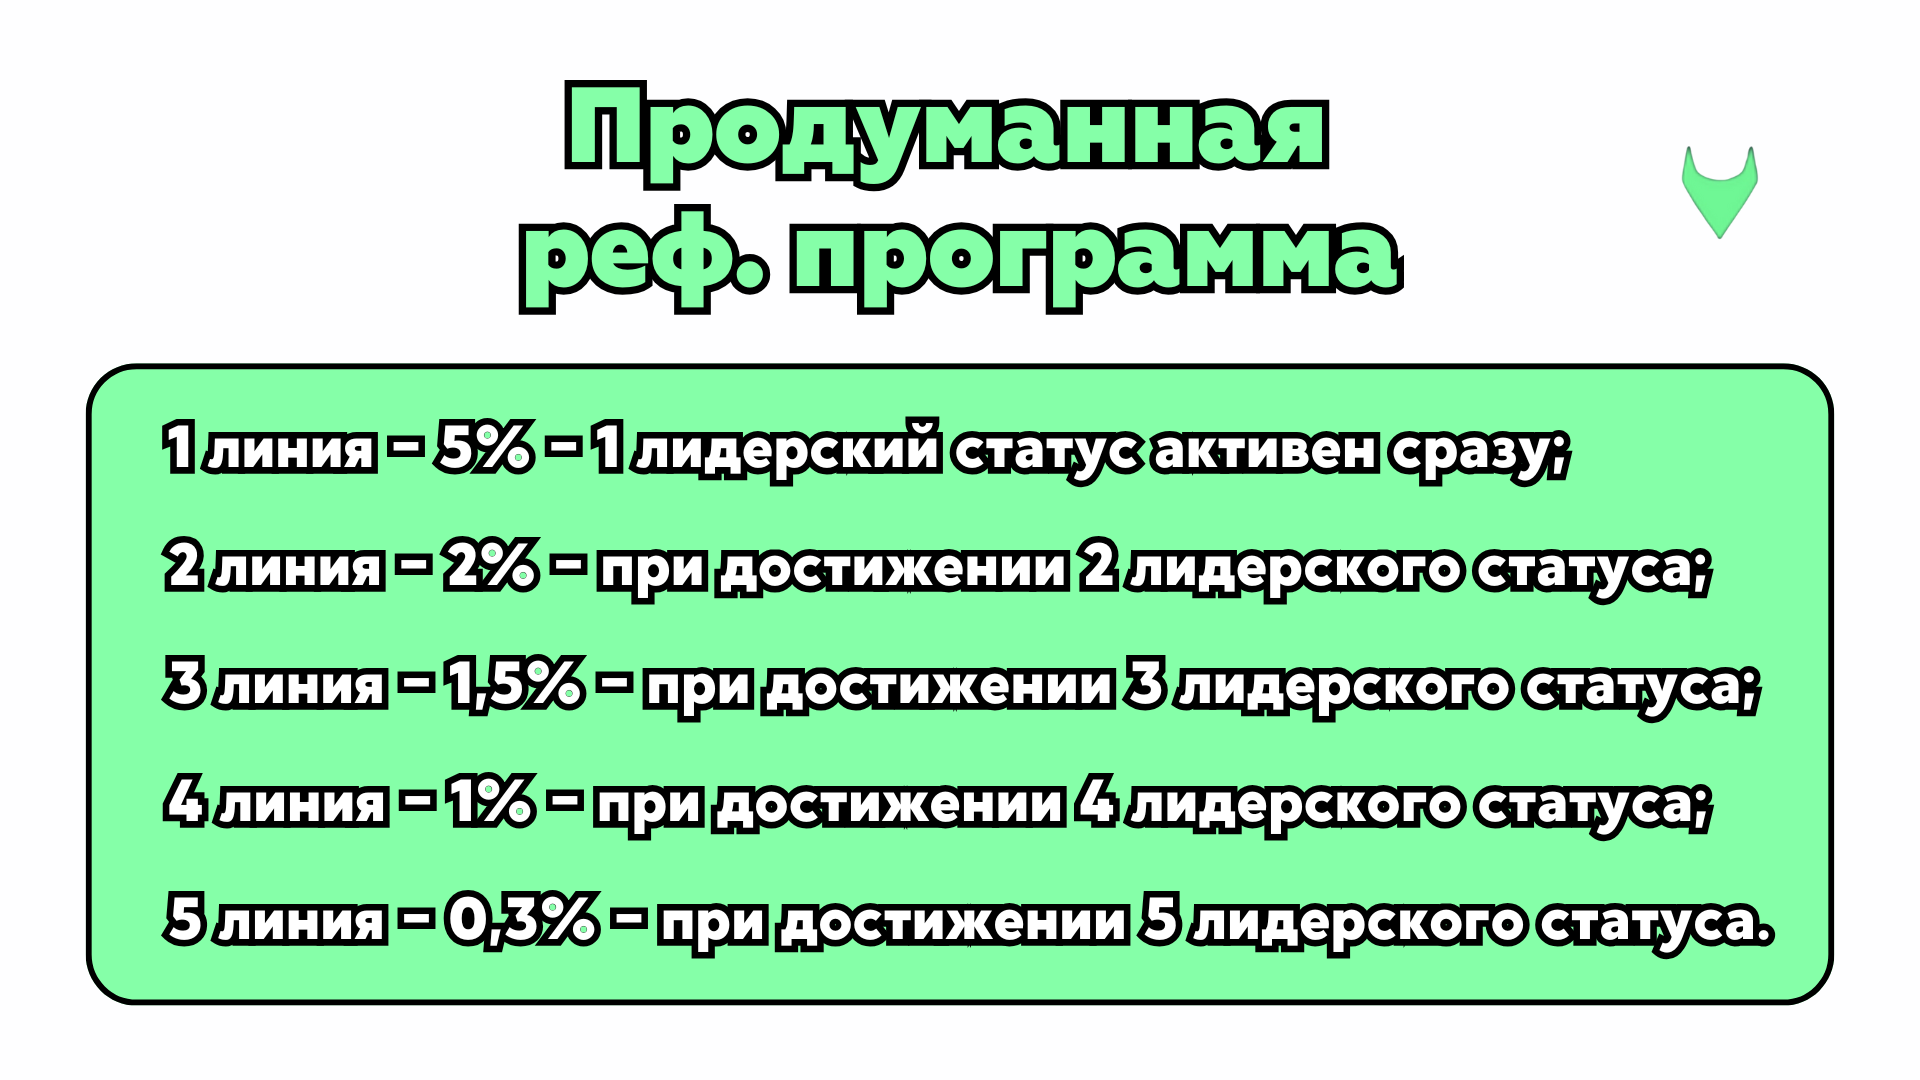 Продуманная
реф. программа
1 линия – 5% – 1 лидерский статус активен сразу;
2 линия – 2% – при достижении 2 лидерского статуса;
3 линия – 1,5% – при достижении 3 лидерского статуса;
4 линия – 1% – при достижении 4 лидерского статуса;
5 линия – 0,3% – при достижении 5 лидерского статуса.